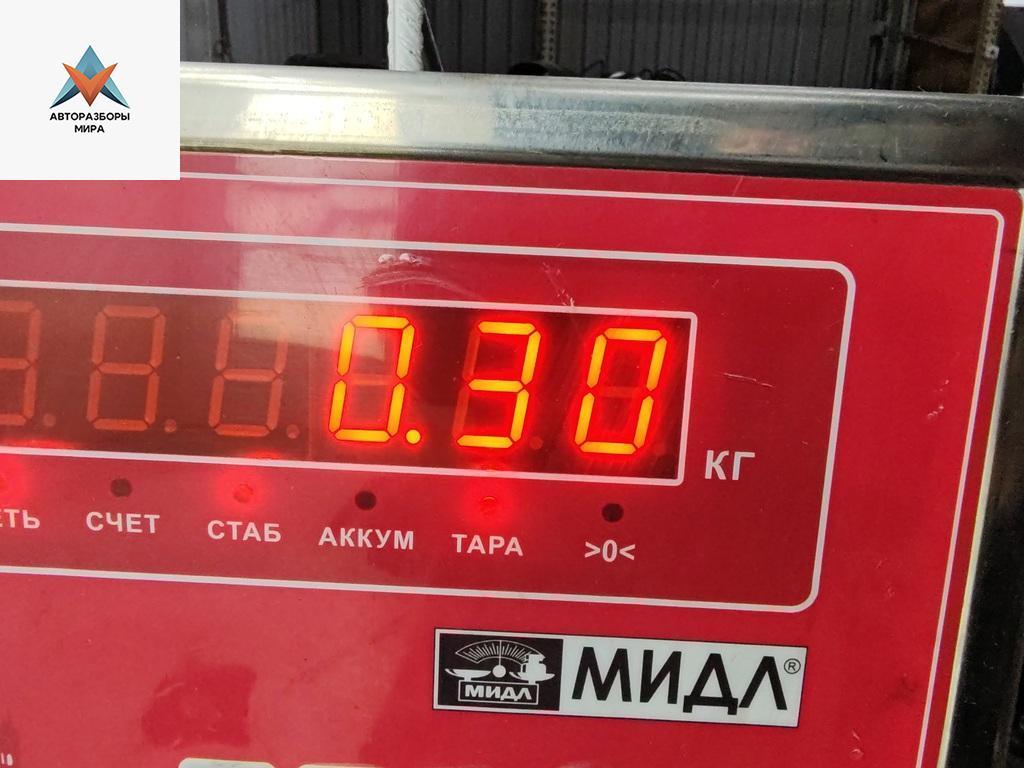 АВТОРАЗБОРЫ
МИРА
0.30
КГ
СЧЕТ СТАБ АККУМ ТАРА >0<
МИДЛ МИДЛ®